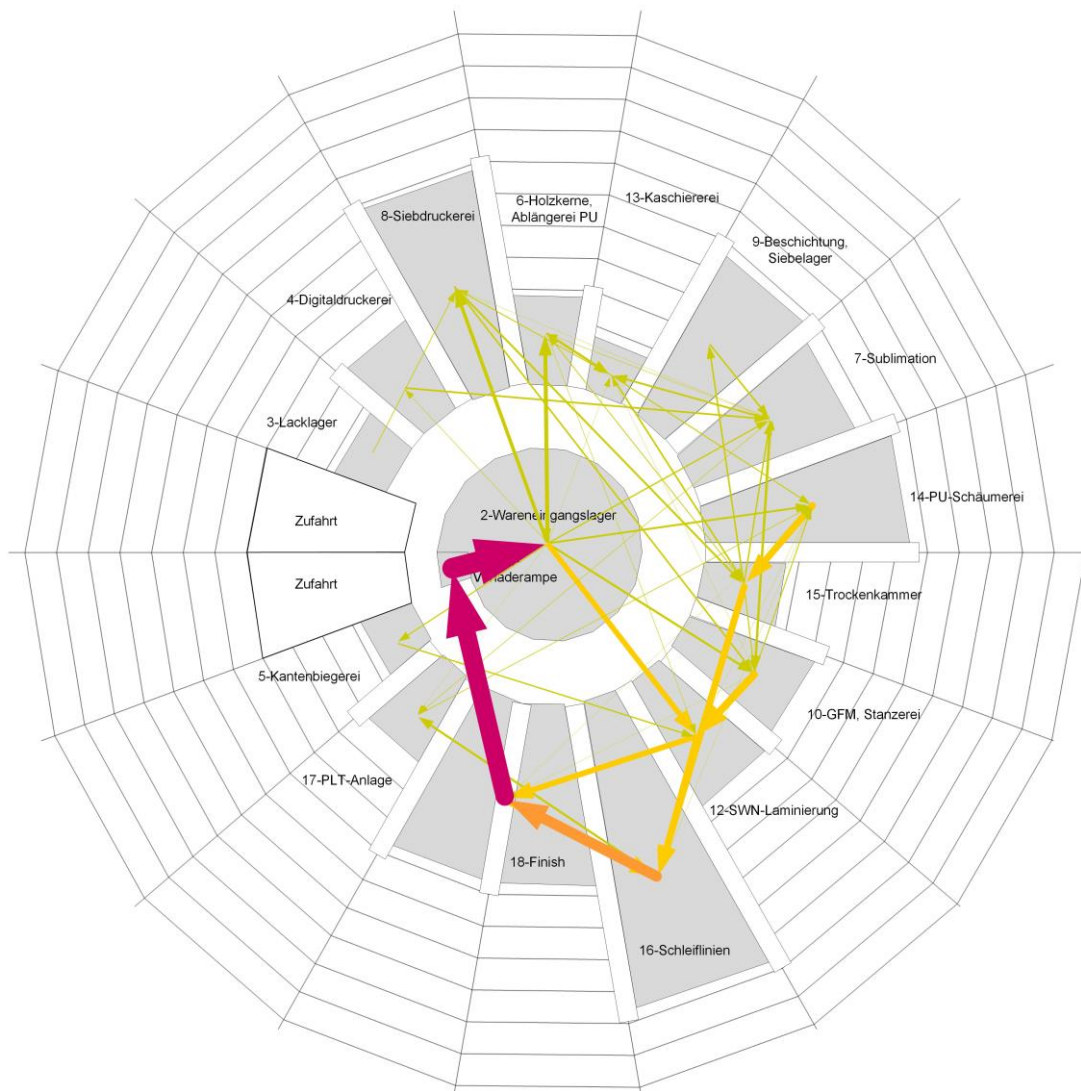 13-Kaschiererei
6-Holzkerne,
Ablängerei PU
8-Siebdruckerei
9-Beschichtung,
Siebelager
4-Digitaldruckerei
7-Sublimation
3-Lacklager
14-PU-Schäumerei
2-Wareneingangslager
Zufahrt
Zufahrt
15-Trockenkammer
5-Kantenbiegerei
10-GFM, Stanzerei
17-PLT-Anlage
12-SWN-Laminierung
18-Finish
16-Schleiflinien